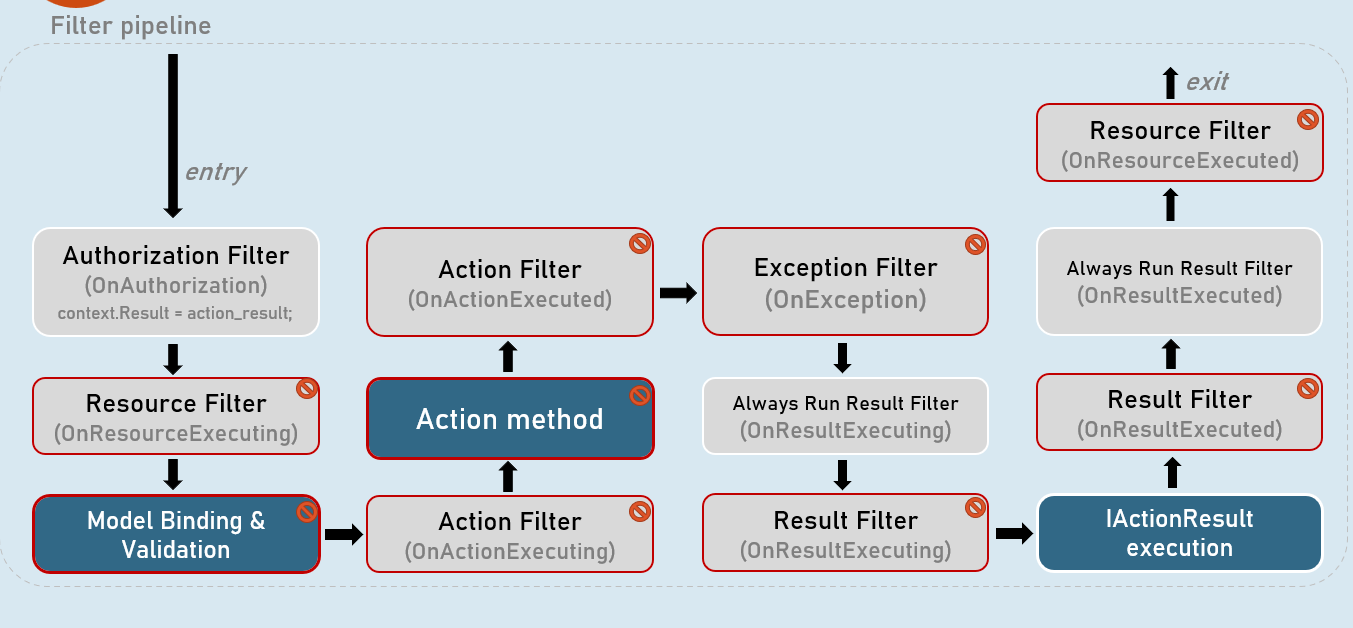 Filter pipeline
entry
Authorization Filter
(OnAuthorization)
context.Result = action_result;
Resource Filter
(OnResourceExecuting)
Model Binding &
Validation
Action Filter
(OnActionExecuting)
Action method
Action Filter
(OnActionExecuted)
Exception Filter
(OnException)
Always Run Result Filter
(OnResultExecuting)
Result Filter
(OnResultExecuting)
IActionResult
execution
Result Filter
(OnResultExecuted)
Always Run Result Filter
(OnResultExecuted)
Resource Filter
(OnResourceExecuted)
exit